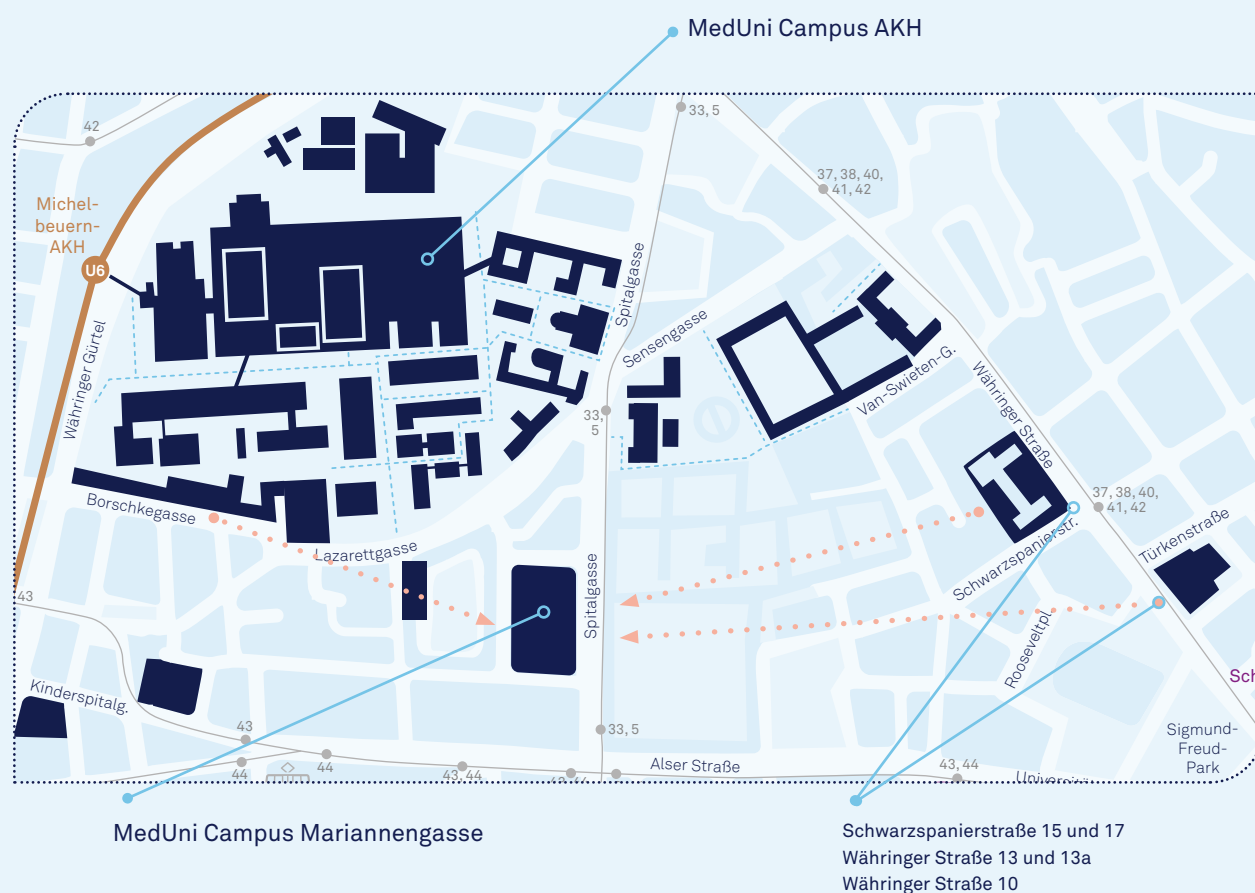 MedUni Campus AKH
33, 5
42
37, 38, 40,
41, 42
Michel-
beuern-
AKH
U6
Spitalgasse
Sensengasse
Währinger Gürtel
Van-Swieten-G.
Währinger Straße
33,
5
Borschkegasse
37, 38, 40,
41, 42
Lazarettgasse
Schwarzspanierstr.
Türkenstraße
Spitalgasse
43
Rooseveltpl.
Sch
Kinderspitalg.
43
33, 5
Sigmund-
Freud-
Park
44
44
43, 44
43, 44
Alser Straße
43, 44
MedUni Campus Mariannengasse
Schwarzspanierstraße 15 und 17
Währinger Straße 13 und 13a
Währinger Straße 10